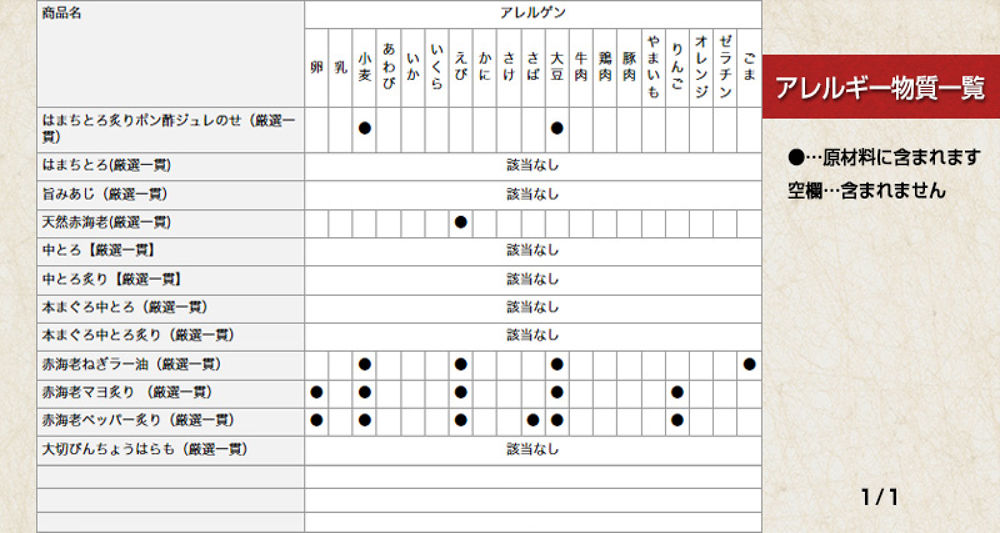 商品名
アレルゲン
卵 乳 小麦 あわび いか いくら えび かに さけ さば 大豆 牛肉 鶏肉 豚肉 やまいも りんご オレンジ ゼラチン ごま
はまちとろ炙りポン酢ジュレのせ（厳選一
貫） ● ●
はまちとろ(厳選一貫) 該当なし
旨みあじ（厳選一貫） 該当なし
天然赤海老(厳選一貫) ●
中とろ【厳選一貫】 該当なし
中とろ炙り【厳選一貫】 該当なし
本まぐろ中とろ（厳選一貫） 該当なし
本まぐろ中とろ炙り（厳選一貫） 該当なし
赤海老ねぎラー油（厳選一貫） ● ● ● ●
赤海老マヨ炙り （厳選一貫） ● ● ● ● ●
赤海老ペッパー炙り（厳選一貫） ● ● ● ● ● ●
大切びんちょうはらも（厳選一貫） 該当なし
アレルギー物質一覧
●…原材料に含まれます
空欄…含まれません
1/1